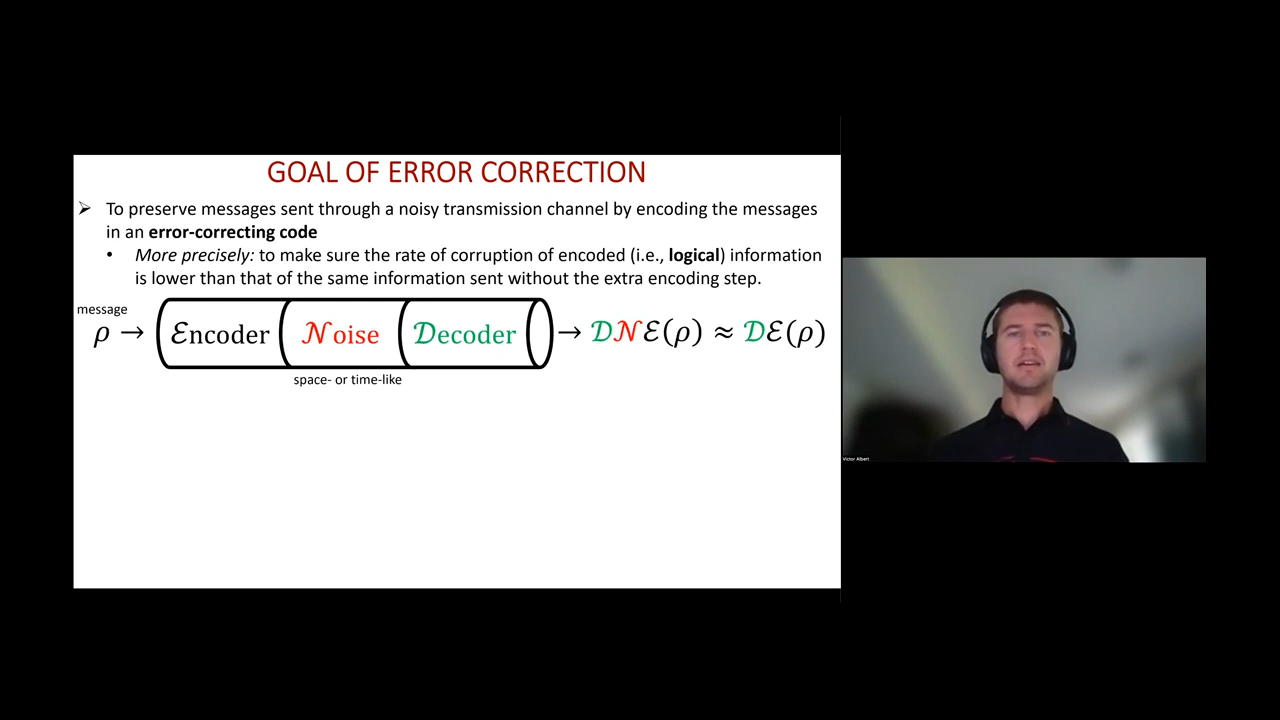 GOAL OF ERROR CORRECTION
➢ To preserve messages sent through a noisy transmission channel by encoding the messages
in an error-correcting code
• More precisely: to make sure the rate of corruption of encoded (i.e., logical) information
is lower than that of the same information sent without the extra encoding step.
message
ρ → ℰncoder 𝒩oise 𝒟ecoder → 𝒟𝒩ℰ(ρ) ≈ 𝒟ℰ(ρ)
space- or time-like
Victor Albert